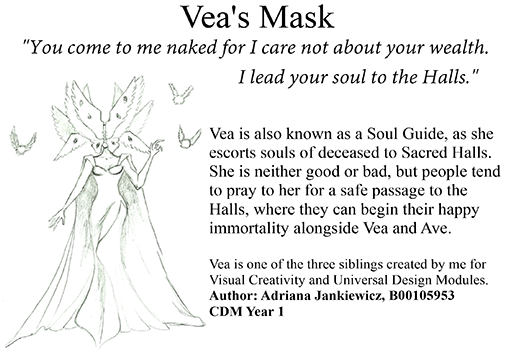 Vea's Mask
"You come to me naked for I care not about your wealth.
I lead your soul to the Halls."
Vea is also known as a Soul Guide, as she
escorts souls of deceased to Sacred Halls.
She is neither good or bad, but people tend
to pray to her for a safe passage to the
Halls, where they can begin their happy
immortality alongside Vea and Ave.
Vea is one of the three siblings created by me for
Visual Creativity and Universal Design Modules.
Author: Adriana Jankiewicz, B00105953
CDM Year 1